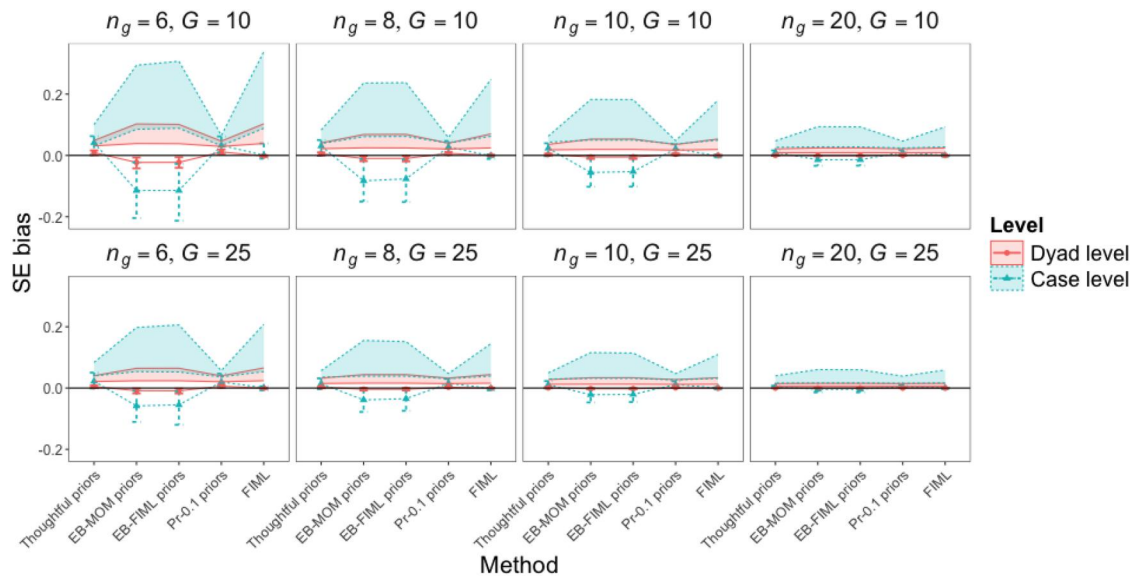 n_g = 6, G = 10
n_g = 8, G = 10
n_g = 10, G = 10
n_g = 20, G = 10
0.2
0.0
-0.2
n_g = 6, G = 25
n_g = 8, G = 25
n_g = 10, G = 25
n_g = 20, G = 25
0.2
0.0
-0.2
SE bias
Thoughtful priors
EB-MOM priors
EB-FIML priors
Pr-0.1 priors
FIML
Thoughtful priors
EB-MOM priors
EB-FIML priors
Pr-0.1 priors
FIML
Thoughtful priors
EB-MOM priors
EB-FIML priors
Pr-0.1 priors
FIML
Thoughtful priors
EB-MOM priors
EB-FIML priors
Pr-0.1 priors
FIML
Method
Level
Dyad level
Case level